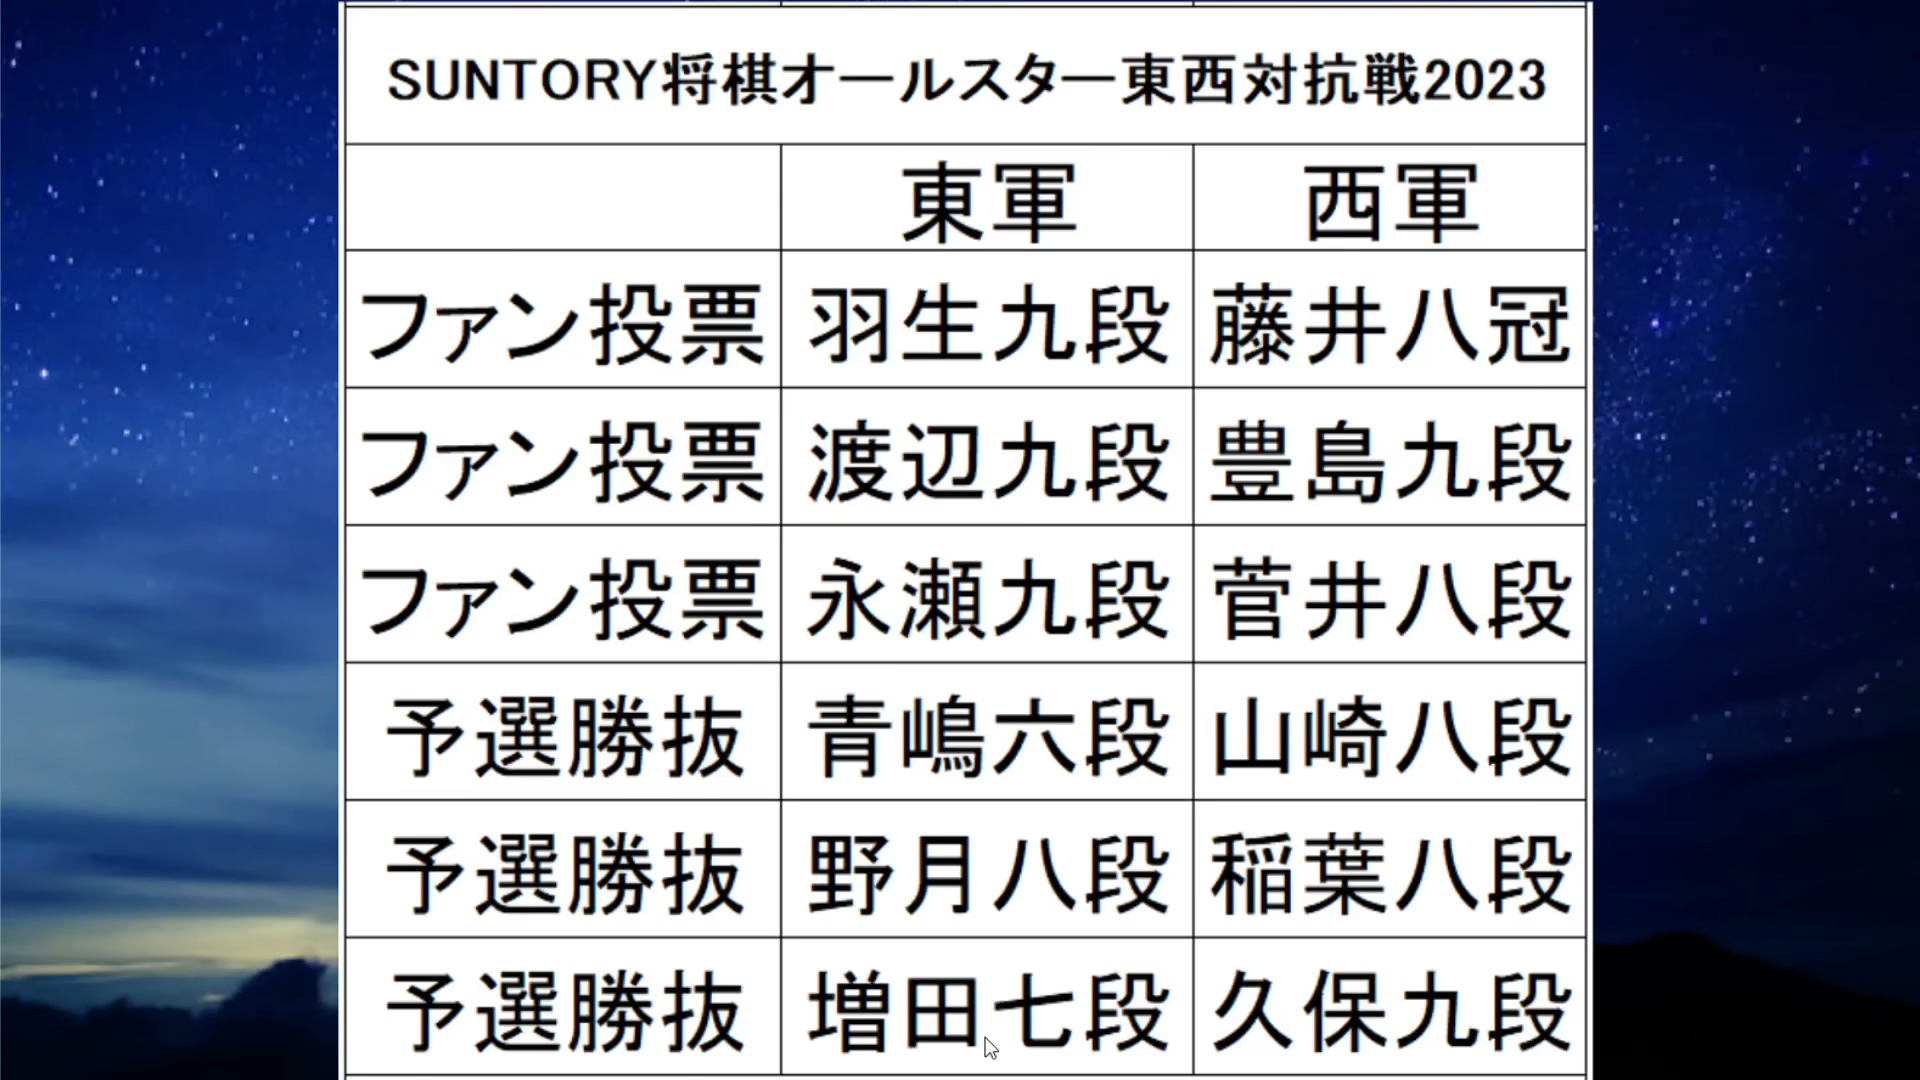 SUNTORY将棋オールスター東西対抗戦2023
東軍 西軍
ファン投票 羽生九段 藤井八冠
ファン投票 渡辺九段 豊島九段
ファン投票 永瀬九段 菅井八段
予選勝抜 青嶋六段 山崎八段
予選勝抜 野月八段 稲葉八段
予選勝抜 増田七段 久保九段